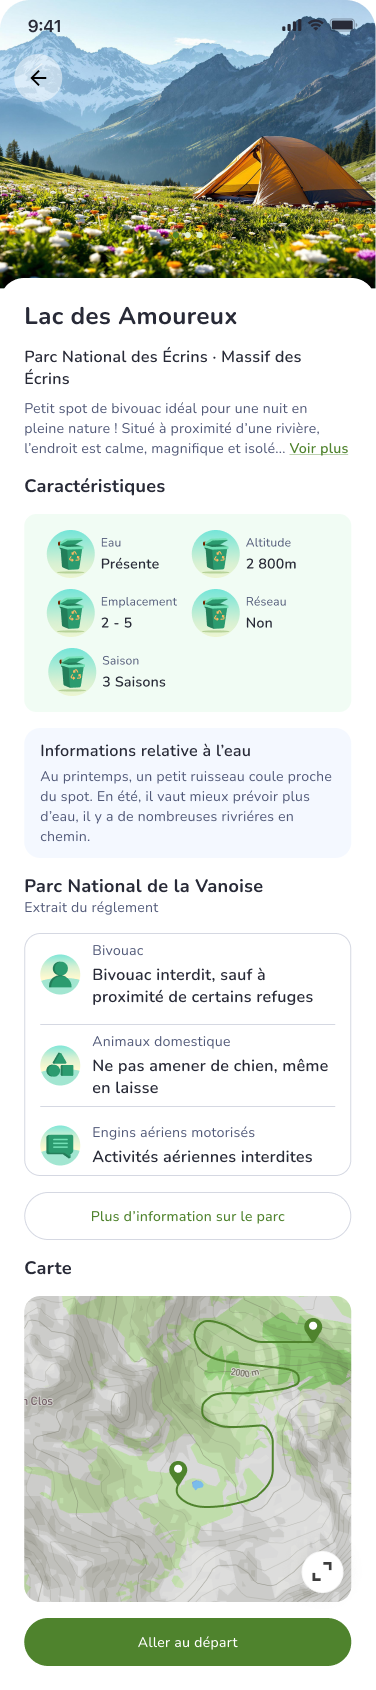 9:41
Lac des Amoureux
Parc National des Écrins · Massif des
Écrins
Petit spot de bivouac idéal pour une nuit en
pleine nature ! Situé à proximité d'une rivière,
l'endroit est calme, magnifique et isolé... Voir plus
Caractéristiques
Eau
Présente
Altitude
2 800m
Emplacement
2 - 5
Réseau
Non
Saison
3 Saisons
Informations relative à l'eau
Au printemps, un petit ruisseau coule proche
du spot. En été, il vaut mieux prévoir plus
d'eau, il y a de nombreuses rivriéres en
chemin.
Parc National de la Vanoise
Extrait du réglement
Bivouac
Bivouac interdit, sauf à
proximité de certains refuges
Animaux domestique
Ne pas amener de chien, même
en laisse
Engins aériens motorisés
Activités aériennes interdites
Plus d'information sur le parc
Carte
2000 m
Clos
Aller au départ